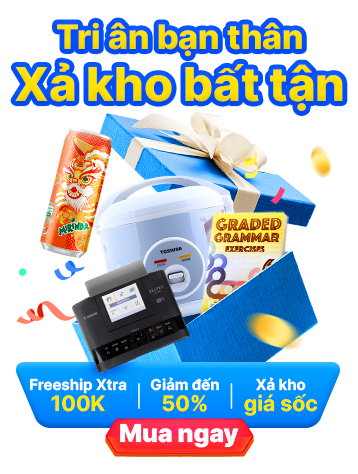 Tri ân bạn thân
Xả kho bất tận
MIRINDA
TOSHIBA
GRADED
GRAMMAR
EXERCISES
Canon
Freeship Xtra
100K
Giảm đến
50%
Xả kho
giá sốc
Mua ngay